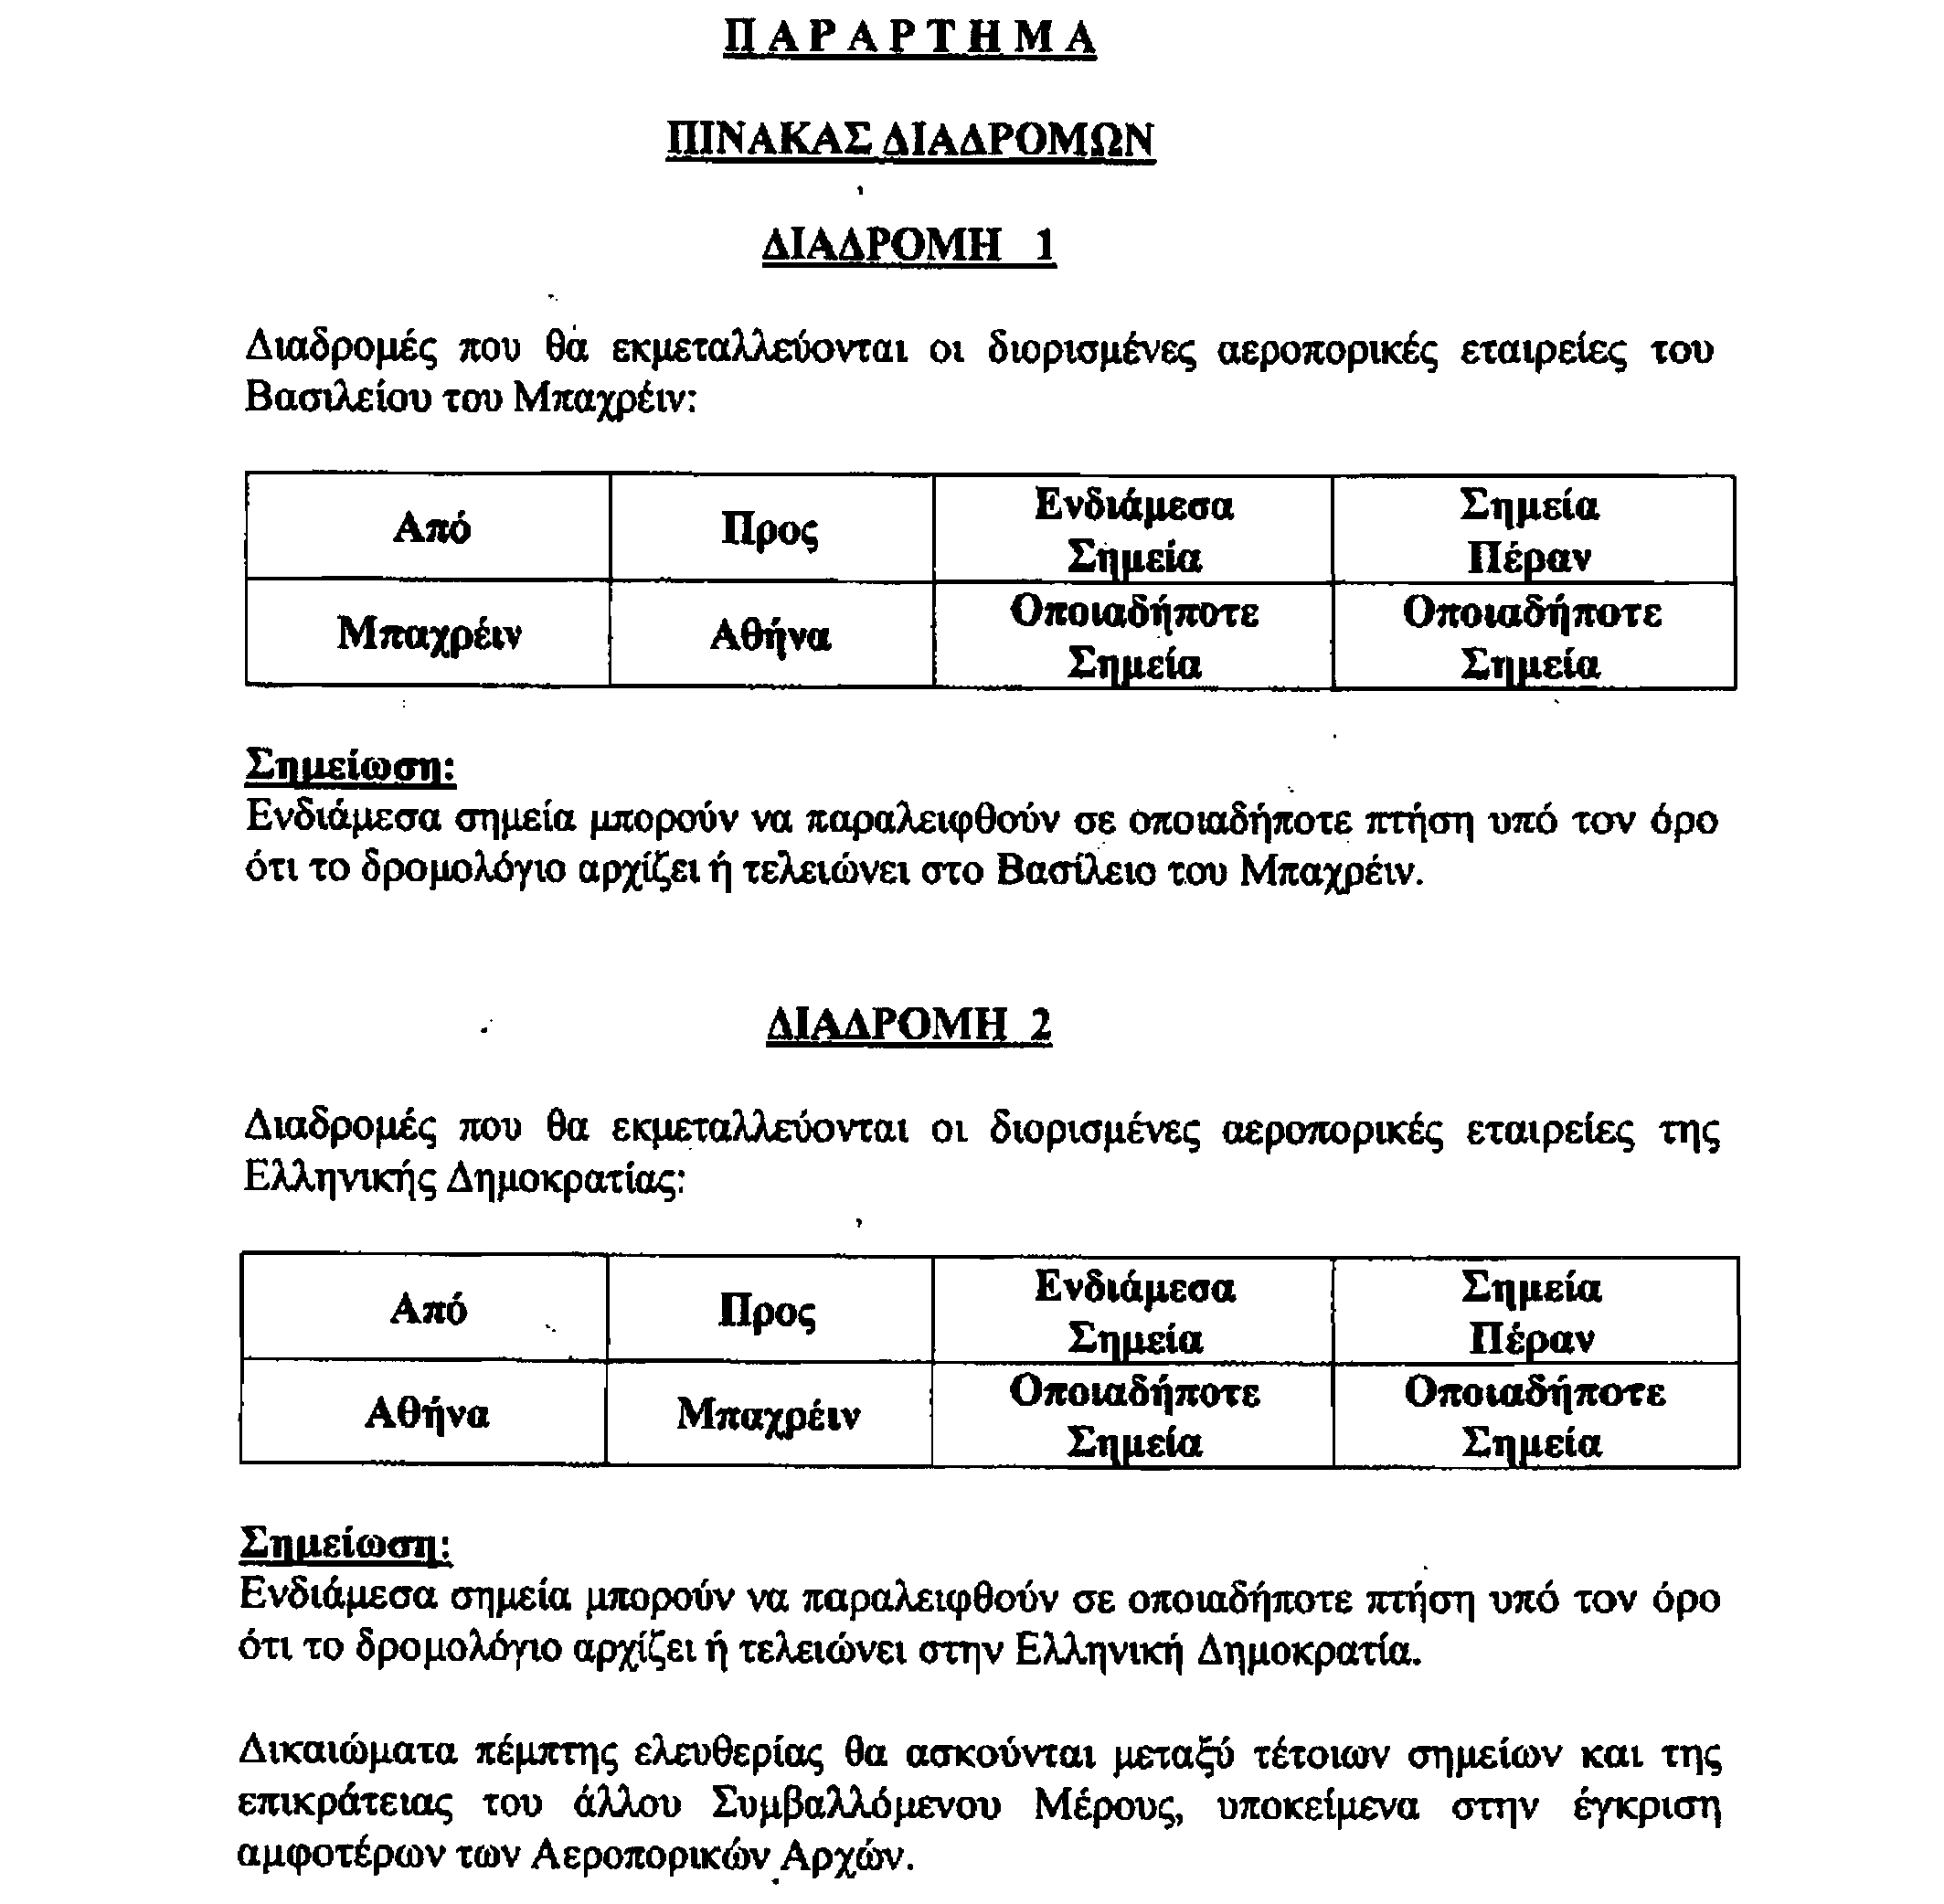 Π Α Ρ Α Ρ Τ Η Μ Α
ΠΙΝΑΚΑΣ ΔΙΑΔΡΟΜΩΝ
ΔΙΑΔΡΟΜΗ 1
Διαδρομές που θα εκμεταλλεύονται οι διορισμένες αεροπορικές εταιρείες του
Βασιλείου του Μπαχρέιν:
Από Προς Ενδιάμεσα Σημεία Σημεία Πέραν
Μπαχρέιν Αθήνα Οποιαδήποτε Σημεία Οποιαδήποτε Σημεία
Σημείωση:
Ενδιάμεσα σημεία μπορούν να παραλειφθούν σε οποιαδήποτε πτήση υπό τον όρο
ότι το δρομολόγιο αρχίζει ή τελειώνει στο Βασίλειο του Μπαχρέιν.
ΔΙΑΔΡΟΜΗ 2
Διαδρομές που θα εκμεταλλεύονται οι διορισμένες αεροπορικές εταιρείες της
Ελληνικής Δημοκρατίας:
Από Προς Ενδιάμεσα Σημεία Σημεία Πέραν
Αθήνα Μπαχρέιν Οποιαδήποτε Σημεία Οποιαδήποτε Σημεία
Σημείωση:
Ενδιάμεσα σημεία μπορούν να παραλειφθούν σε οποιαδήποτε πτήση υπό τον όρο
ότι το δρομολόγιο αρχίζει ή τελειώνει στην Ελληνική Δημοκρατία.
Δικαιώματα πέμπτης ελευθερίας θα ασκούνται μεταξύ τέτοιων σημείων και της
επικράτειας του άλλου Συμβαλλόμενου Μέρους, υποκείμενα στην έγκριση
αμφοτέρων των Αεροπορικών Αρχών.